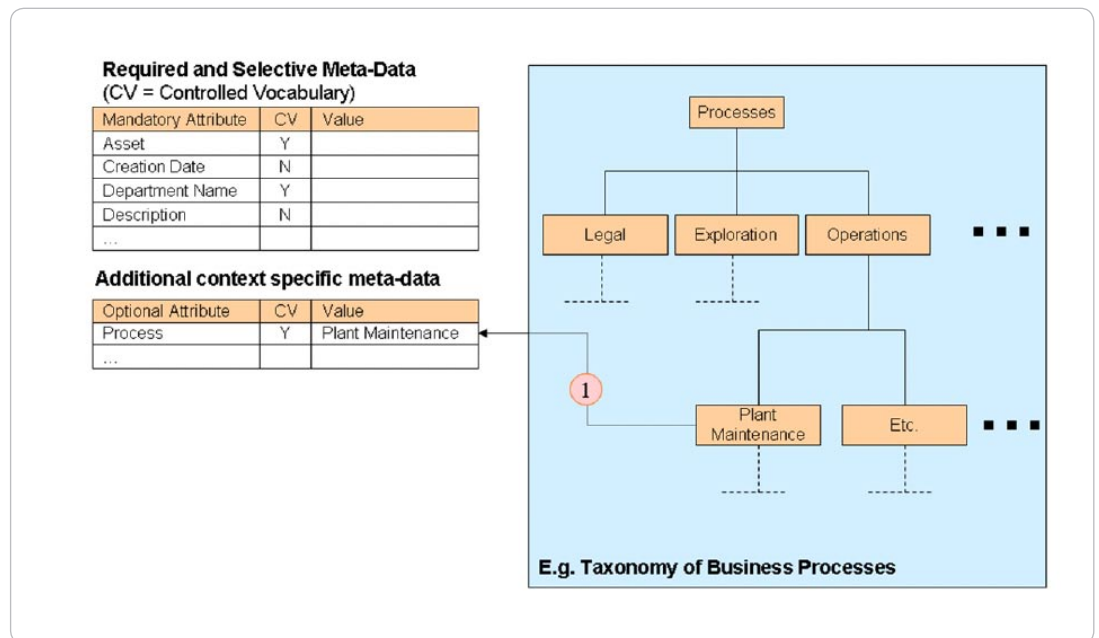 Required and Selective Meta-Data
(CV = Controlled Vocabulary)
Mandatory Attribute CV Value
Asset Y
Creation Date N
Department Name Y
Description N
...
Additional context specific meta-data
Optional Attribute CV Value
Process Y Plant Maintenance
...
Processes
Legal Exploration Operations
1
Plant
Maintenance
Etc.
E.g. Taxonomy of Business Processes